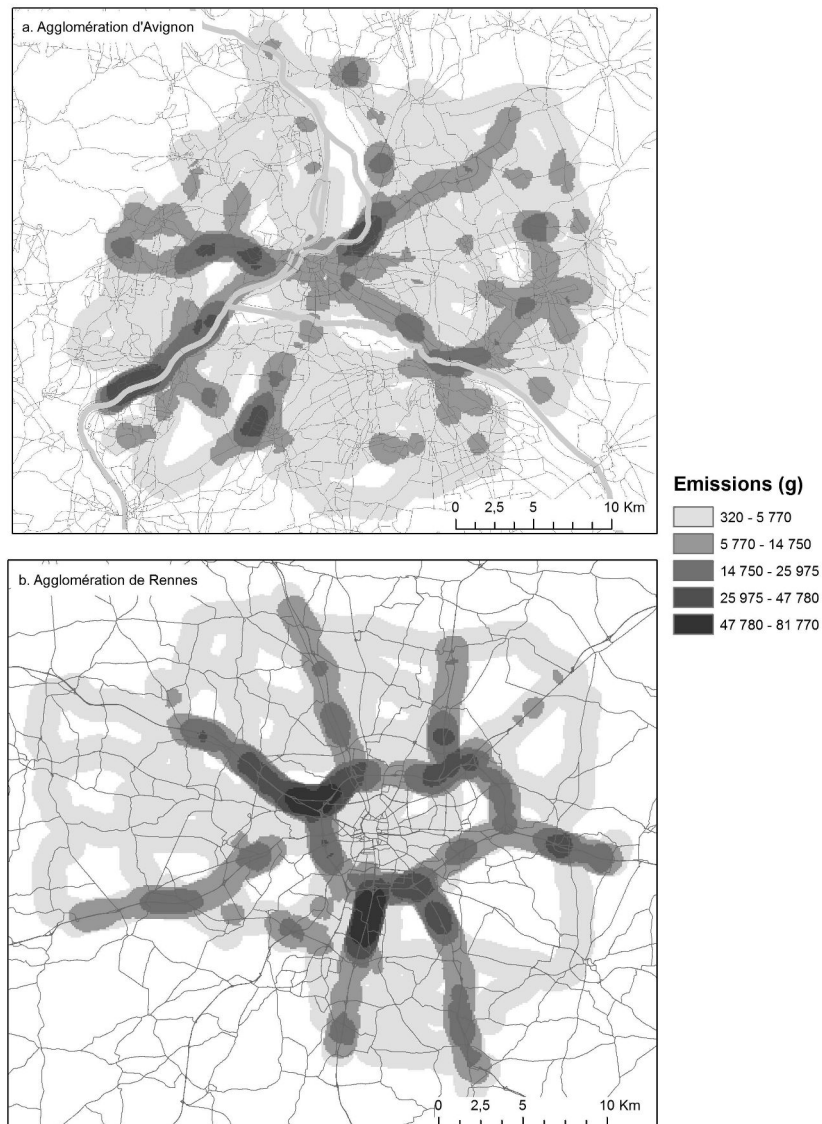 a. Agglomération d'Avignon
0 2,5 5 10 Km
Emissions (g)
320 - 5 770
5 770 - 14 750
14 750 - 25 975
25 975 - 47 780
47 780 - 81 770
b. Agglomération de Rennes
0 2,5 5 10 Km